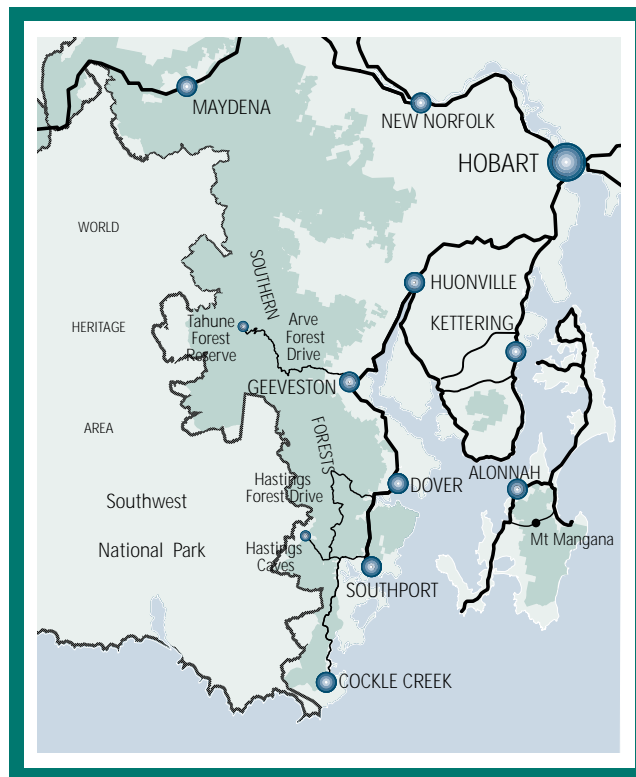 MAYDENA
NEW NORFOLK
HOBART
WORLD
SOUTHERN
HUONVILLE
HERITAGE
Tahune
Forest
Reserve
Arve
Forest
Drive
KETTERING
GEEVESTON
AREA
FORESTS
Hastings
Forest Drive
DOVER
ALONNAH
Southwest
National Park
Hastings
Caves
Mt Mangana
SOUTHPORT
COCKLE CREEK